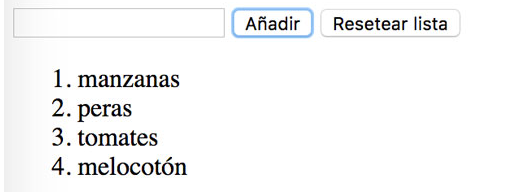 Añadir Resetear lista
1. manzanas
2. peras
3. tomates
4. melocotón